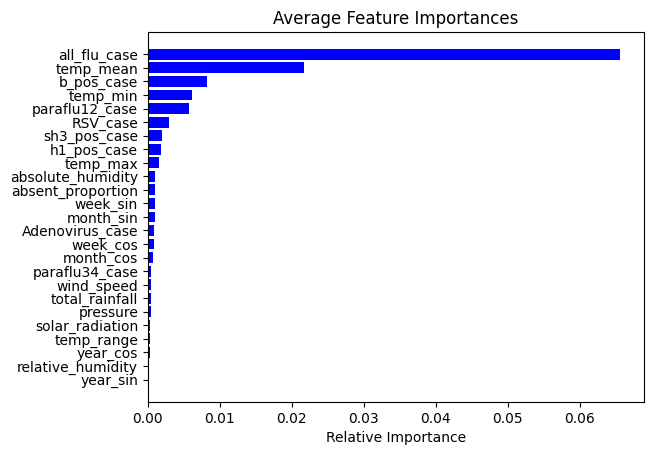 Average Feature Importances
all_flu_case
temp_mean
b_pos_case
temp_min
paraflu12_case
RSV_case
sh3_pos_case
h1_pos_case
temp_max
absolute_humidity
absent_proportion
week_sin
month_sin
Adenovirus_case
week_cos
month_cos
paraflu34_case
wind_speed
total_rainfall
pressure
solar_radiation
temp_range
year_cos
relative_humidity
year_sin
0.00 0.01 0.02 0.03 0.04 0.05 0.06
Relative Importance